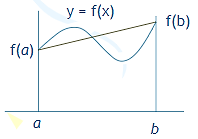 y = f(x)
f(b)
f(a)
a
b